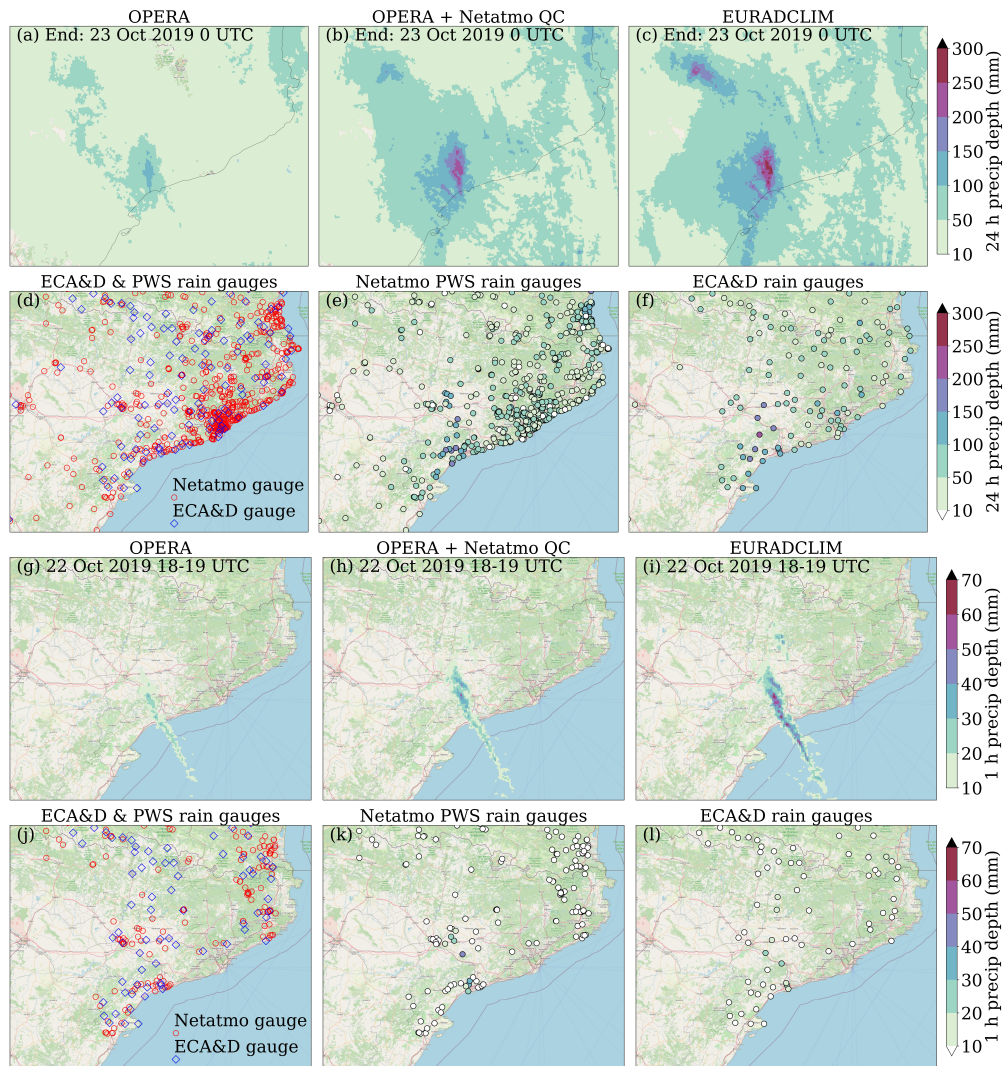 OPERA
OPERA + Netatmo QC
EURADCLIM
(a) End: 23 Oct 2019 0 UTC
(b) End: 23 Oct 2019 0 UTC
(c) End: 23 Oct 2019 0 UTC
300
250
200
150
100
50
10
24 h precip depth (mm)
ECA&D & PWS rain gauges
Netatmo PWS rain gauges
ECA&D rain gauges
(d)
(e)
(f)
Netatmo gauge
ECA&D gauge
300
250
200
150
100
50
10
24 h precip depth (mm)
OPERA
OPERA + Netatmo QC
EURADCLIM
(g) 22 Oct 2019 18-19 UTC
(h) 22 Oct 2019 18-19 UTC
(i) 22 Oct 2019 18-19 UTC
70
60
50
40
30
20
10
1 h precip depth (mm)
ECA&D & PWS rain gauges
Netatmo PWS rain gauges
ECA&D rain gauges
(j)
(k)
(l)
Netatmo gauge
ECA&D gauge
70
60
50
40
30
20
10
1 h precip depth (mm)